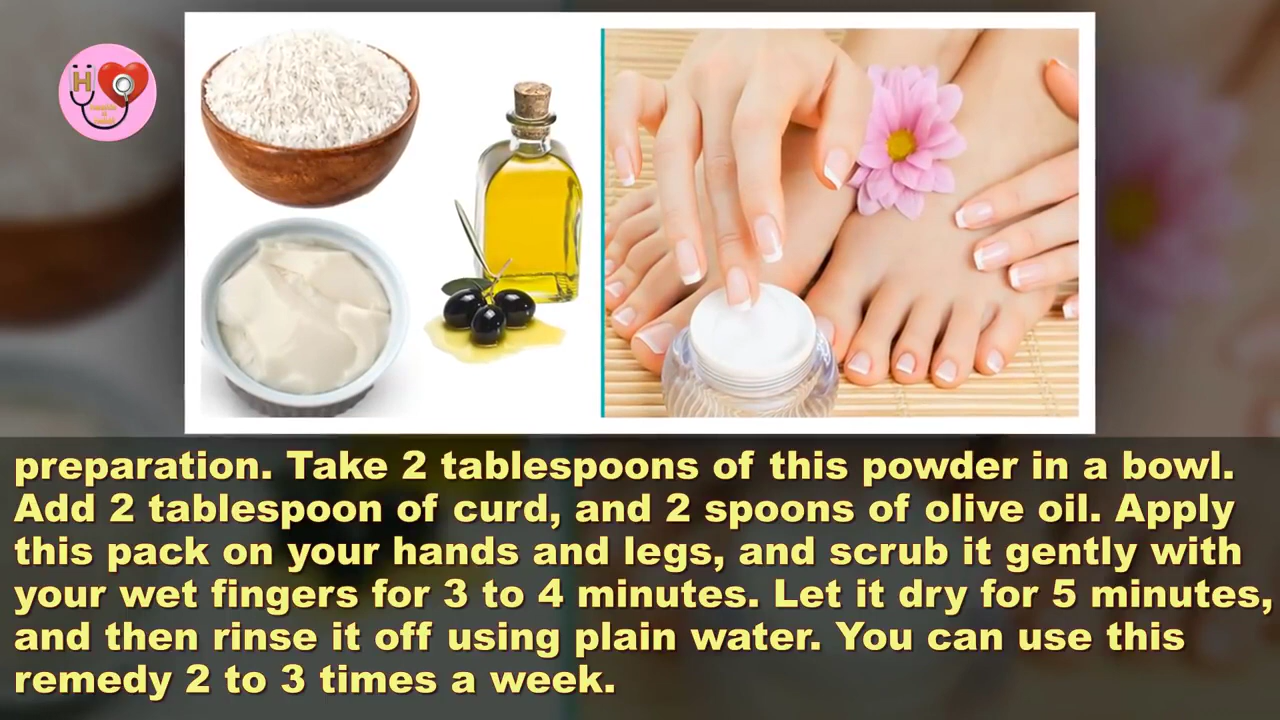 H
preparation. Take 2 tablespoons of this powder in a bowl.
Add 2 tablespoon of curd, and 2 spoons of olive oil. Apply
this pack on your hands and legs, and scrub it gently with
your wet fingers for 3 to 4 minutes. Let it dry for 5 minutes,
and then rinse it off using plain water. You can use this
remedy 2 to 3 times a week.